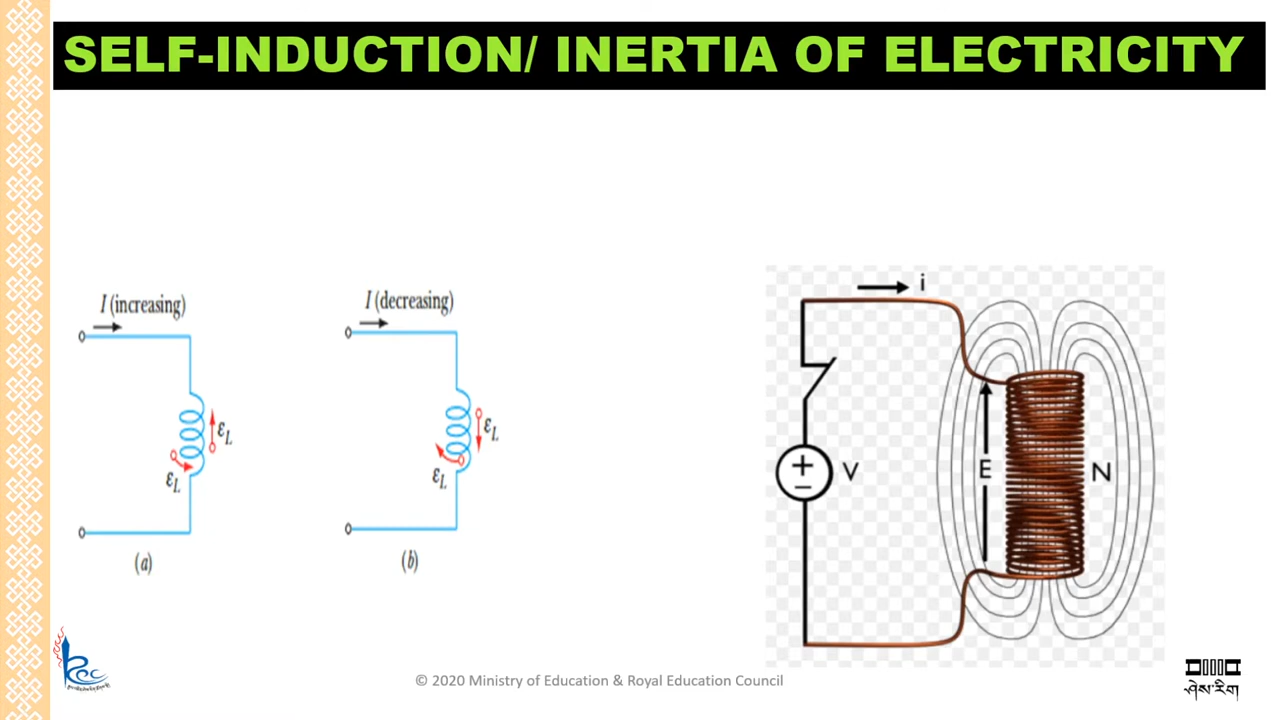 SELF-INDUCTION/ INERTIA OF ELECTRICITY
I (increasing)
εL
εL
(a)
I (decreasing)
εL
εL
(b)
i
+
−
V
E
N
© 2020 Ministry of Education & Royal Education Council
ཤེས་རིག